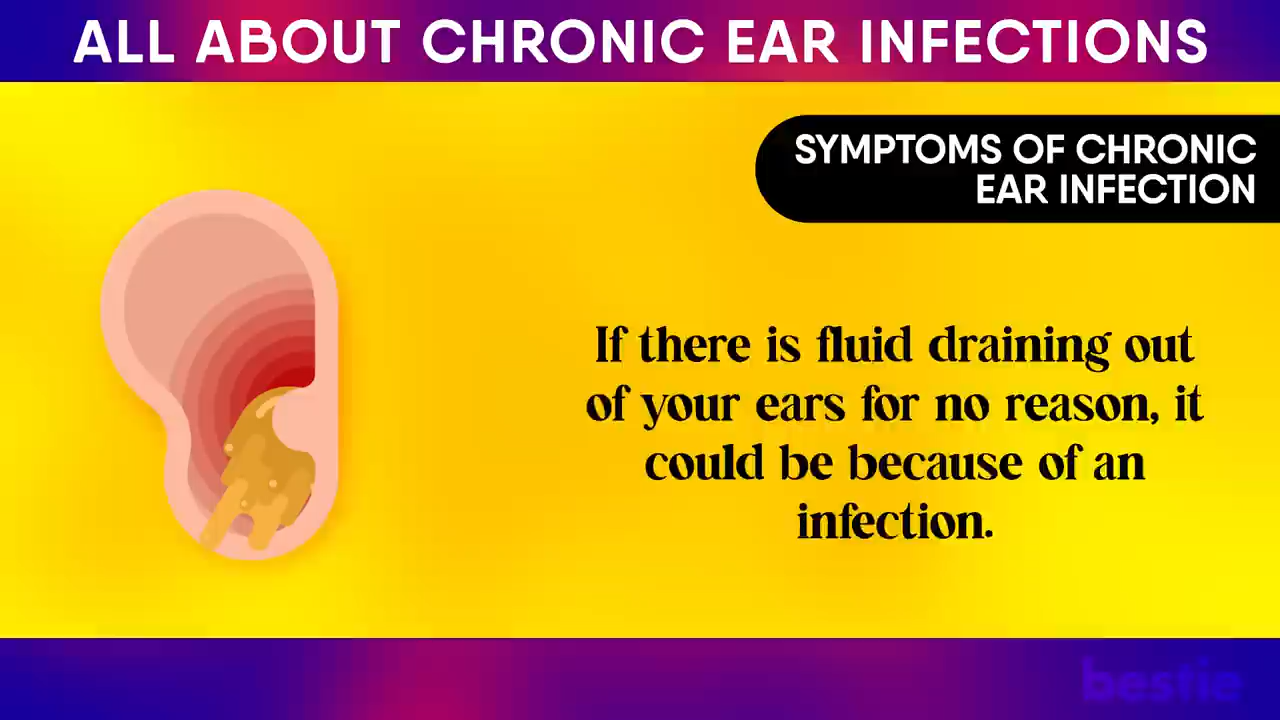 ALL ABOUT CHRONIC EAR INFECTIONS
SYMPTOMS OF CHRONIC
EAR INFECTION
If there is fluid draining out
of your ears for no reason, it
could be because of an
infection.
bestie